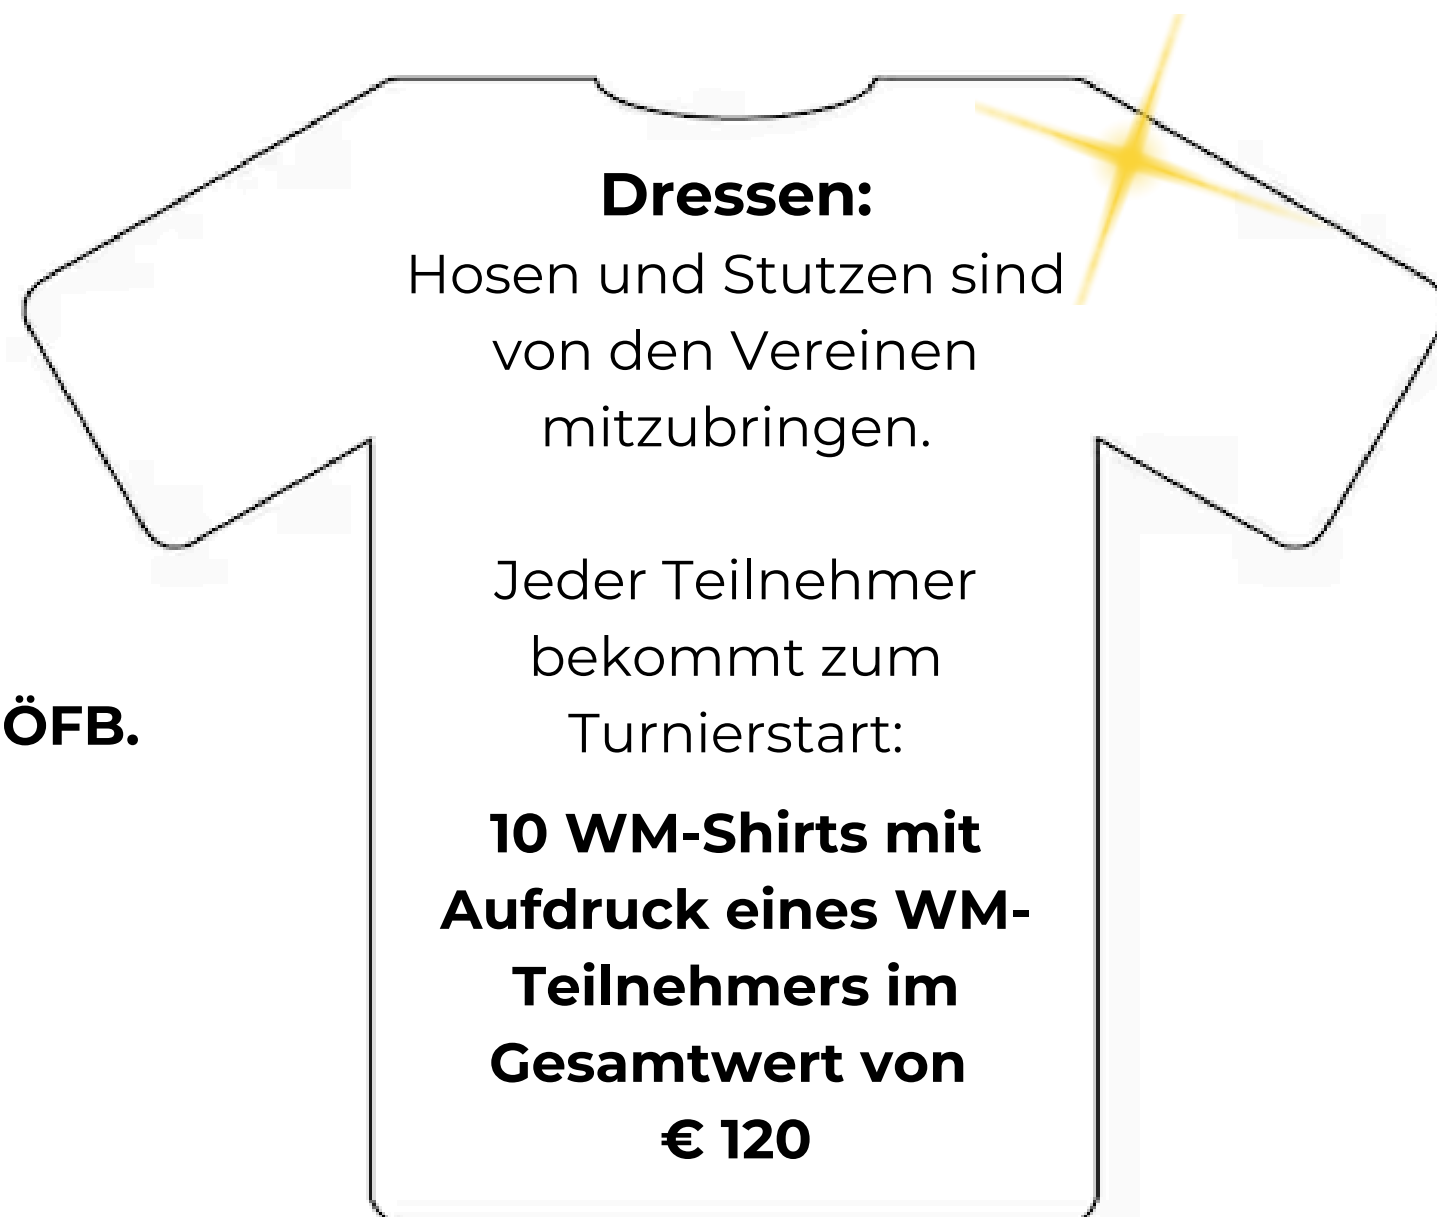 Dressen:
Hosen und Stutzen sind
von den Vereinen
mitzubringen.
Jeder Teilnehmer
bekommt zum
Turnierstart:
ÖFB.
10 WM-Shirts mit
Aufdruck eines WM-
Teilnehmers im
Gesamtwert von
€ 120